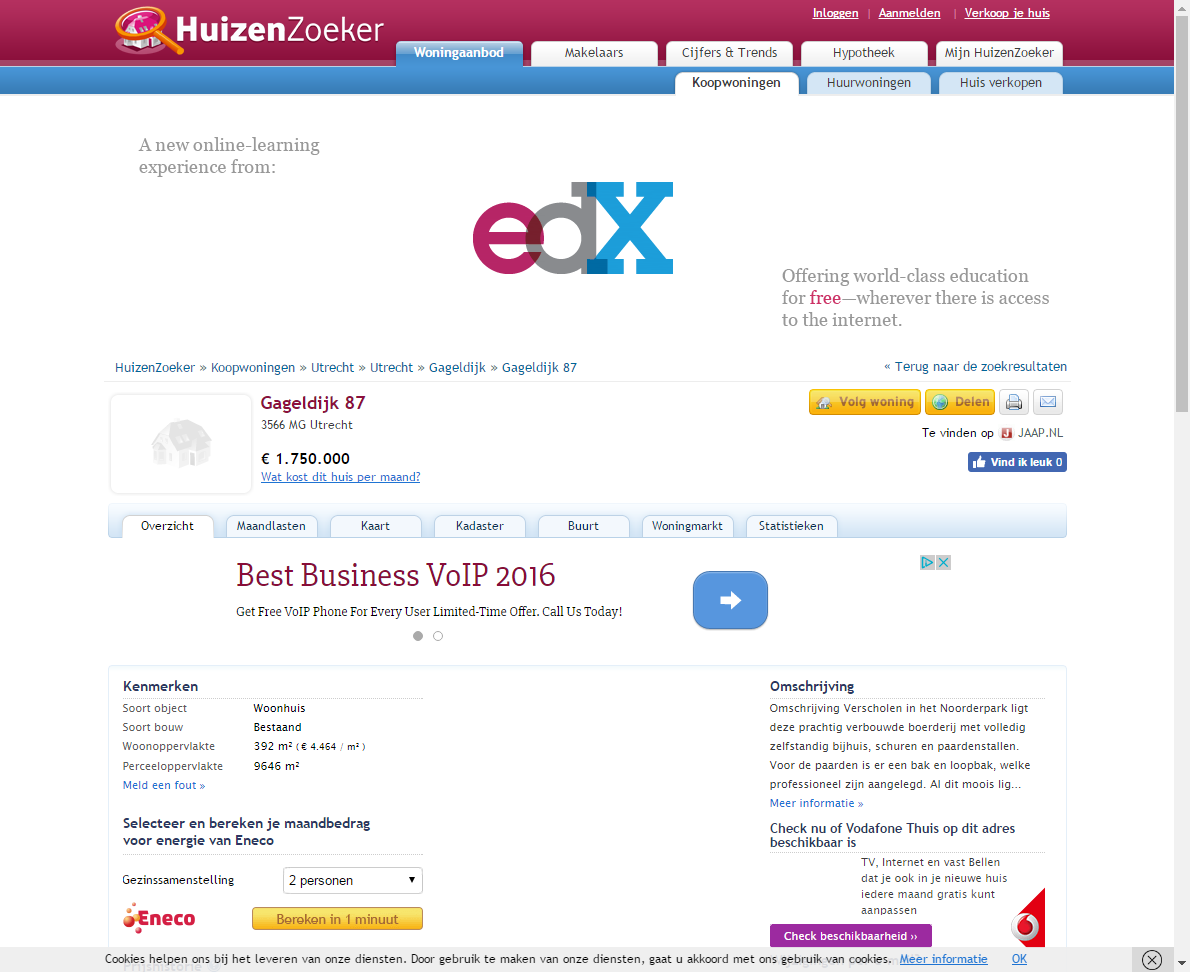 HuizenZoeker
Inloggen | Aanmelden | Verkoop je huis
Woningaanbod Makelaars Cijfers & Trends Hypotheek Mijn HuizenZoeker
Koopwoningen Huurwoningen Huis verkopen
A new online-learning
experience from:
edX
Offering world-class education
for free—wherever there is access
to the internet.
HuizenZoeker » Koopwoningen » Utrecht » Utrecht » Gageldijk » Gageldijk 87
« Terug naar de zoekresultaten
Gageldijk 87
3566 MG Utrecht
€ 1.750.000
Wat kost dit huis per maand?
Volg woning Delen
Te vinden op J JAAP.NL
Vind ik leuk 0
Overzicht Maandlasten Kaart Kadaster Buurt Woningmarkt Statistieken
Best Business VoIP 2016
Get Free VoIP Phone For Every User Limited-Time Offer. Call Us Today!
Kenmerken
Soort object Woonhuis
Soort bouw Bestaand
Woonoppervlakte 392 m² ( € 4.464 / m² )
Perceeloppervlakte 9646 m²
Meld een fout »
Selecteer en bereken je maandbedrag
voor energie van Eneco
Gezinssamenstelling 2 personen
Eneco Bereken in 1 minuut
Omschrijving
Omschrijving Verscholen in het Noorderpark ligt
deze prachtig verbouwde boerderij met volledig
zelfstandig bijhuis, schuren en paardenstallen.
Voor de paarden is er een bak en loopbak, welke
professioneel zijn aangelegd. Al dit moois lig...
Meer informatie »
Check nu of Vodafone Thuis op dit adres
beschikbaar is
TV, Internet en vast Bellen
dat je ook in je nieuwe huis
iedere maand gratis kunt
aanpassen
Check beschikbaarheid ››
Prijshistorie
Cookies helpen ons bij het leveren van onze diensten. Door gebruik te maken van onze diensten, gaat u akkoord met ons gebruik van cookies. Meer informatie OK